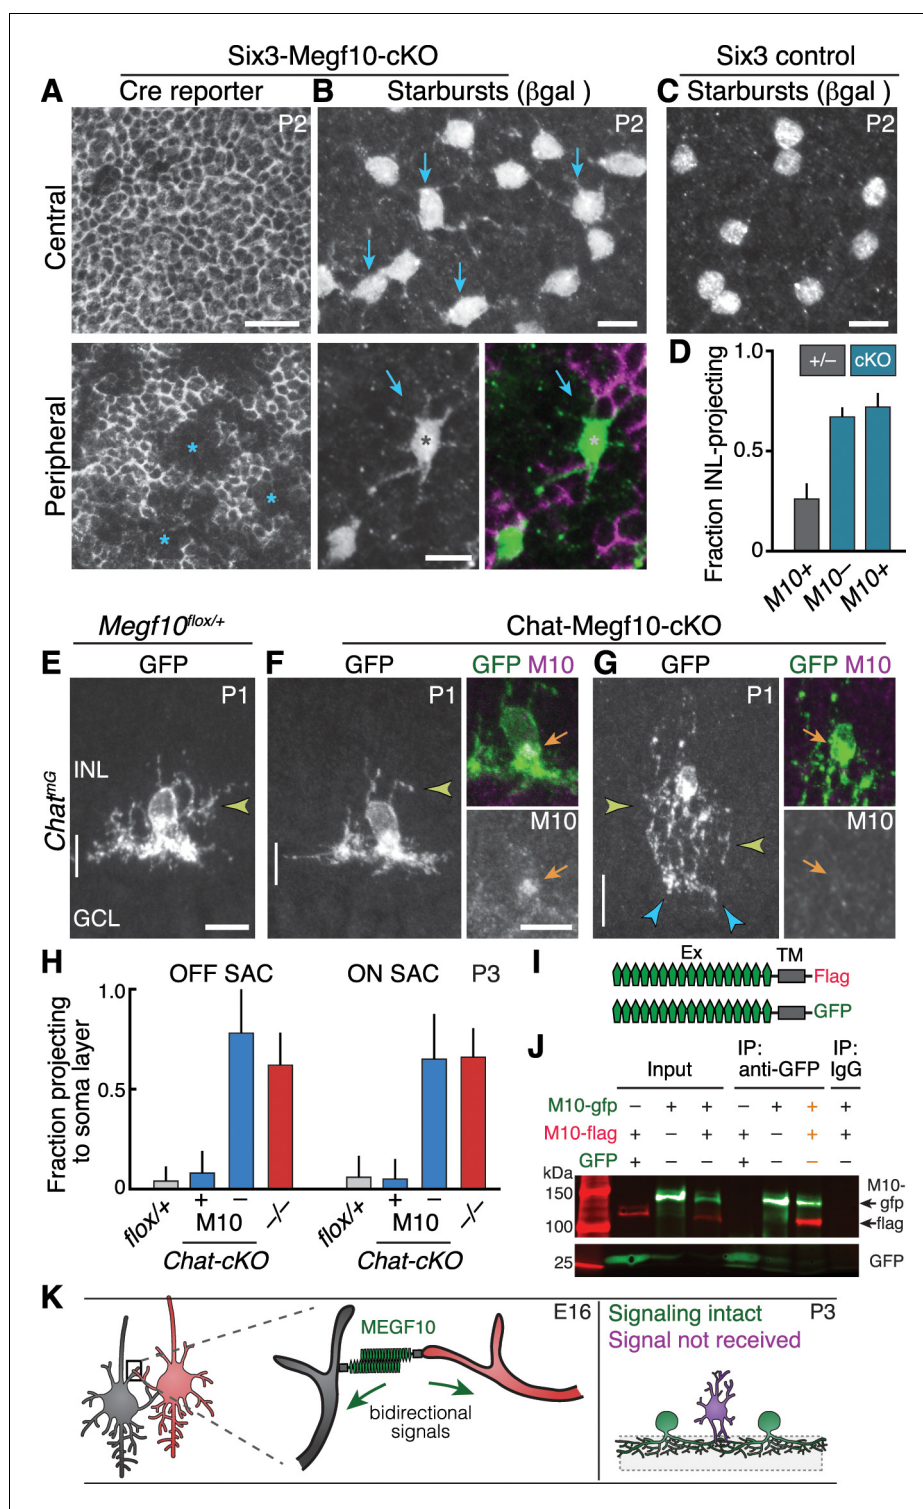 Six3-Megf10-cKO
Six3 control
A Cre reporter
B Starbursts (βgal )
C Starbursts (βgal )
Central
P2
P2
P2
Peripheral
*
*
*
*
*
D
Fraction INL-projecting
1.0
0.5
0
+/–
cKO
M10+
M10–
M10+
Megf10flox/+
Chat-Megf10-cKO
E GFP
F GFP
GFP M10
G GFP
GFP M10
ChatmG
P1
INL
GCL
P1
M10
P1
M10
H
OFF SAC
ON SAC
P3
Fraction projecting
to soma layer
1.0
0.5
0
flox/+
+
–
–/–
M10
Chat-cKO
flox/+
+
–
–/–
M10
Chat-cKO
I
Ex
TM
Flag
GFP
J
Input
IP:
anti-GFP
IP:
IgG
M10-gfp – + + – + + +
M10-flag + – + + – + +
GFP + – – + – – –
kDa
150
100
25
M10-
gfp
flag
GFP
K
MEGF10
bidirectional
signals
E16
Signaling intact
Signal not received
P3